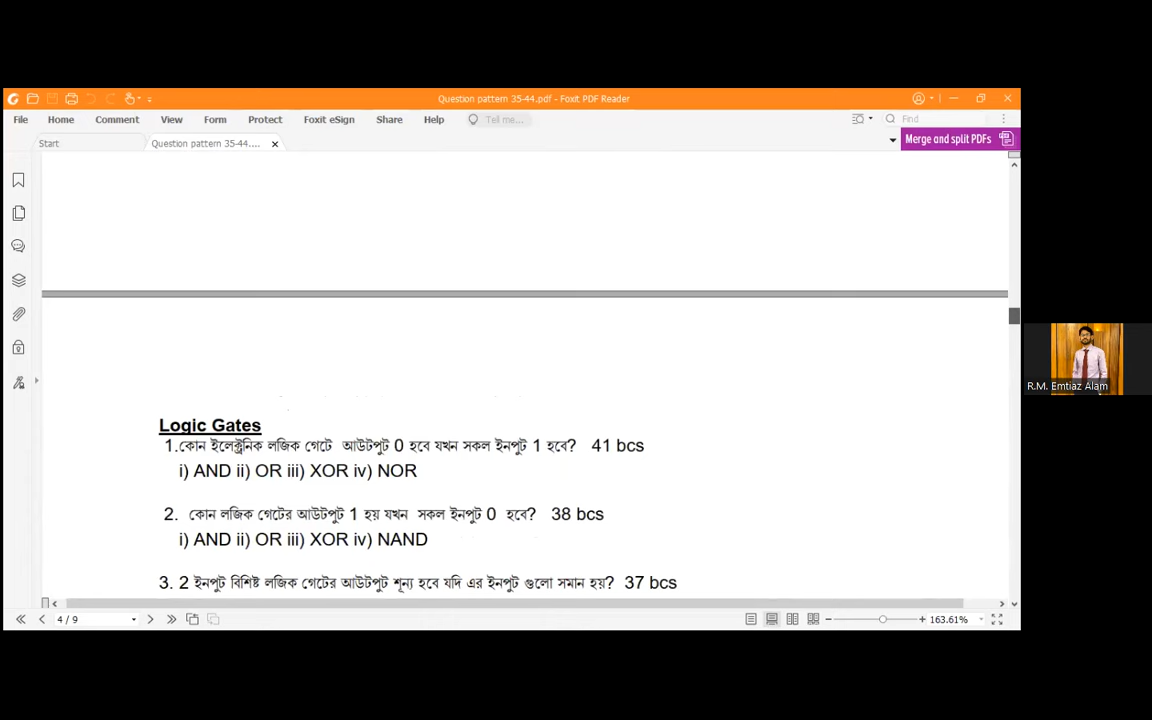 Question pattern 35-44.pdf - Foxit PDF Reader
File Home Comment View Form Protect Foxit eSign Share Help Tell me... Find
Start Question pattern 35-44.... Merge and split PDFs
Logic Gates
1.কোন ইলেক্ট্রনিক লজিক গেটে আউটপুট 0 হবে যখন সকল ইনপুট 1 হবে? 41 bcs
i) AND ii) OR iii) XOR iv) NOR
2. কোন লজিক গেটের আউটপুট 1 হয় যখন সকল ইনপুট 0 হবে? 38 bcs
i) AND ii) OR iii) XOR iv) NAND
3. 2 ইনপুট বিশিষ্ট লজিক গেটের আউটপুট শূন্য হবে যদি এর ইনপুট গুলো সমান হয়? 37 bcs
4 / 9 163.61%
R.M. Emtiaz Alam